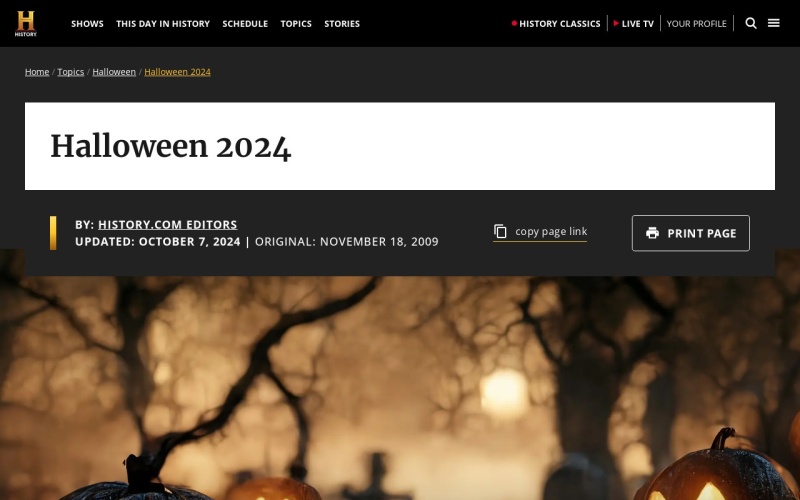 HISTORY
SHOWS THIS DAY IN HISTORY SCHEDULE TOPICS STORIES HISTORY CLASSICS LIVE TV YOUR PROFILE
Home / Topics / Halloween / Halloween 2024
Halloween 2024
BY: HISTORY.COM EDITORS
UPDATED: OCTOBER 7, 2024 | ORIGINAL: NOVEMBER 18, 2009
copy page link
PRINT PAGE